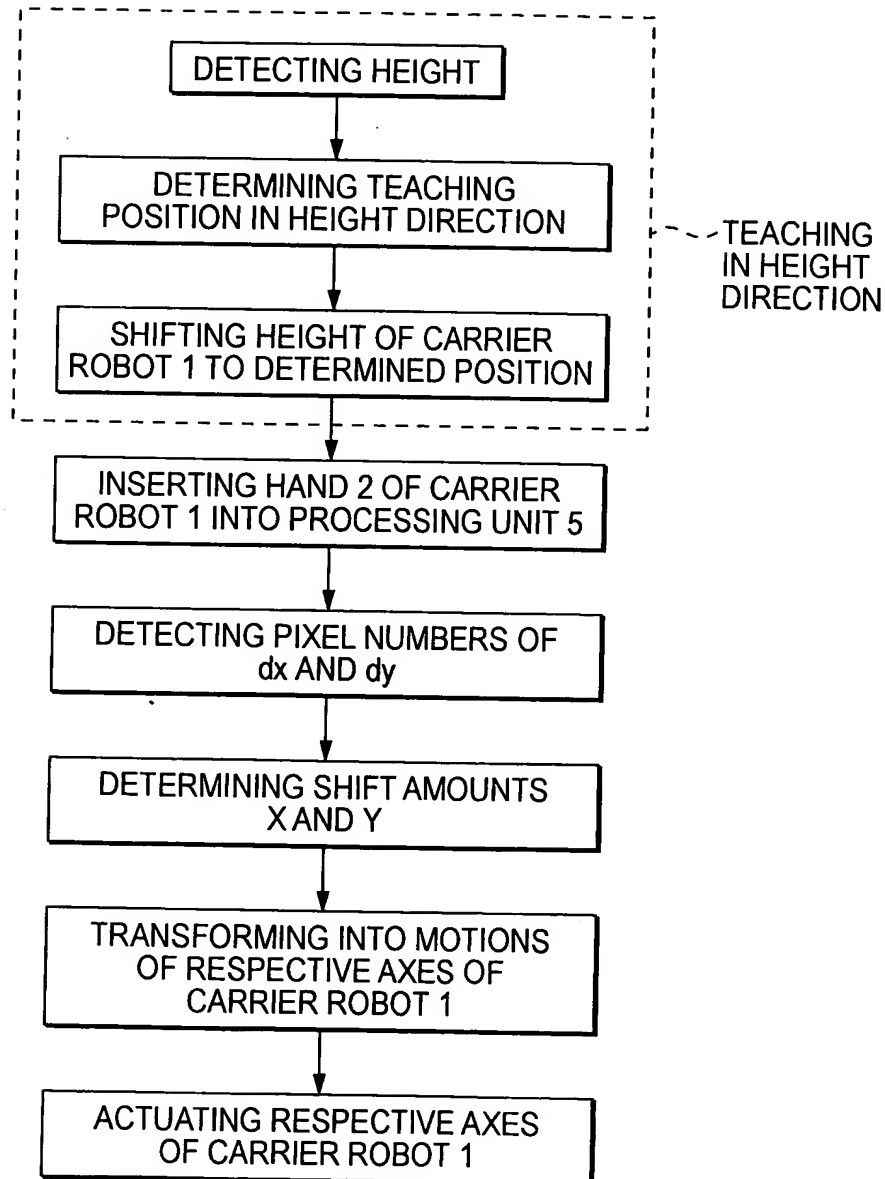 DETECTING HEIGHT
DETERMINING TEACHING
POSITION IN HEIGHT DIRECTION
TEACHING
IN HEIGHT
DIRECTION
SHIFTING HEIGHT OF CARRIER
ROBOT 1 TO DETERMINED POSITION
INSERTING HAND 2 OF CARRIER
ROBOT 1 INTO PROCESSING UNIT 5
DETECTING PIXEL NUMBERS OF
dx AND dy
DETERMINING SHIFT AMOUNTS
X AND Y
TRANSFORMING INTO MOTIONS
OF RESPECTIVE AXES OF
CARRIER ROBOT 1
ACTUATING RESPECTIVE AXES
OF CARRIER ROBOT 1